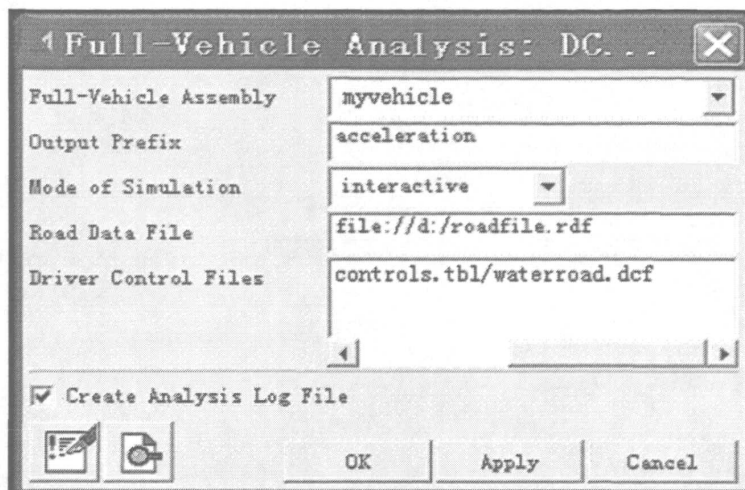 Full-Vehicle Analysis: DC...
Full-Vehicle Assembly myvehicle
Output Prefix acceleration
Mode of Simulation interactive
Road Data File file://d:/roadfile.rdf
Driver Control Files controls.tbl/waterroad.dcf
Create Analysis Log File
OK Apply Cancel